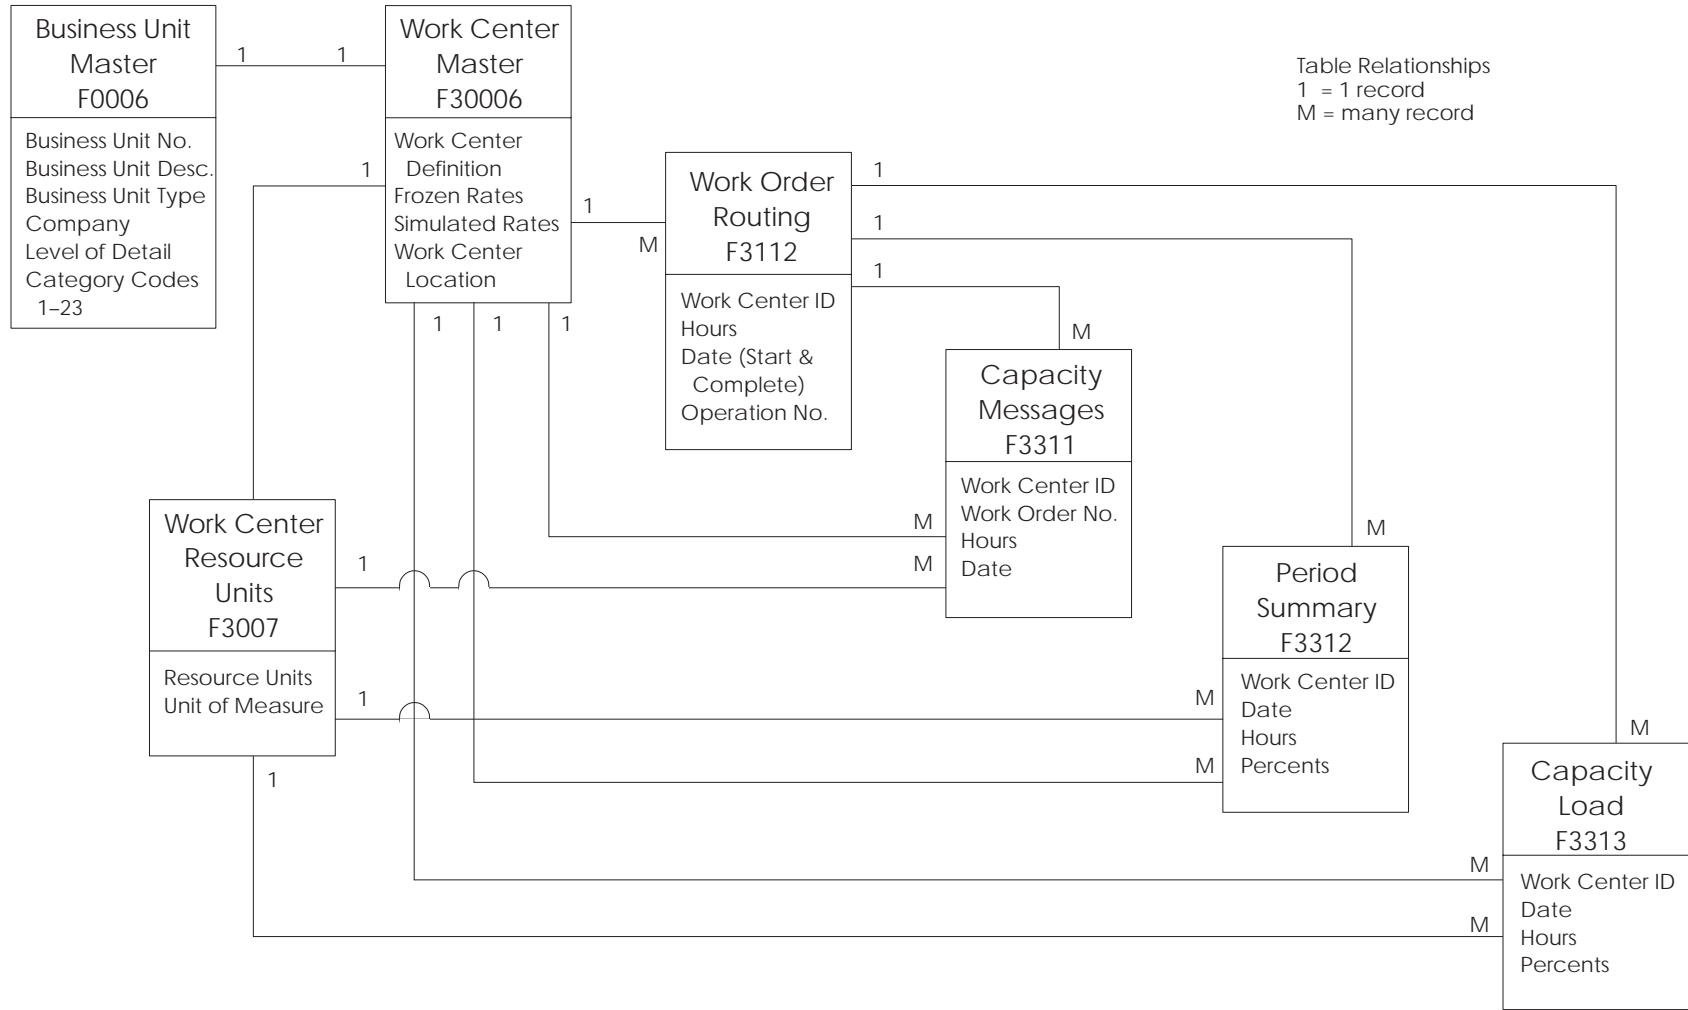 Business Unit
Master
F0006
Business Unit No.
Business Unit Desc.
Business Unit Type
Company
Level of Detail
Category Codes
1–23
1
1
Work Center
Master
F30006
Work Center
Definition
Frozen Rates
Simulated Rates
Work Center
Location
1
1
1
1
1
M
Table Relationships
1 = 1 record
M = many record
Work Order
Routing
F3112
Work Center ID
Hours
Date (Start &
Complete)
Operation No.
1
1
1
M
Capacity
Messages
F3311
Work Center ID
Work Order No.
Hours
Date
M
M
Work Center
Resource
Units
F3007
Resource Units
Unit of Measure
1
1
1
M
Period
Summary
F3312
Work Center ID
Date
Hours
Percents
M
M
M
Capacity
Load
F3313
Work Center ID
Date
Hours
Percents
M
M